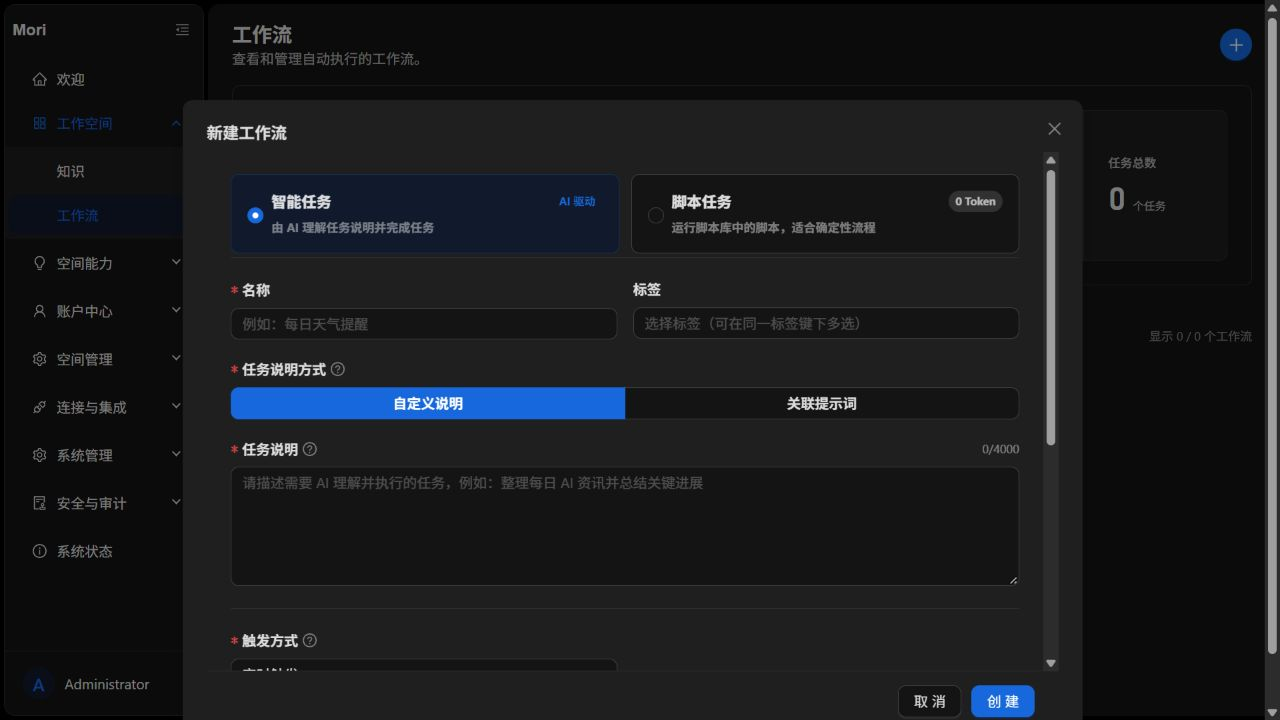 Mori
欢迎
工作空间
知识
工作流
空间能力
账户中心
空间管理
连接与集成
系统管理
安全与审计
系统状态
A Administrator
工作流
查看和管理自动执行的工作流。
任务总数
0 个任务
显示 0 / 0 个工作流
新建工作流
智能任务 AI 驱动
由 AI 理解任务说明并完成任务
脚本任务 0 Token
运行脚本库中的脚本，适合确定性流程
* 名称
例如：每日天气提醒
标签
选择标签（可在同一标签键下多选）
* 任务说明方式
自定义说明 关联提示词
* 任务说明 0/4000
请描述需要 AI 理解并执行的任务，例如：整理每日 AI 资讯并总结关键进展
* 触发方式
定时触发
取 消 创 建